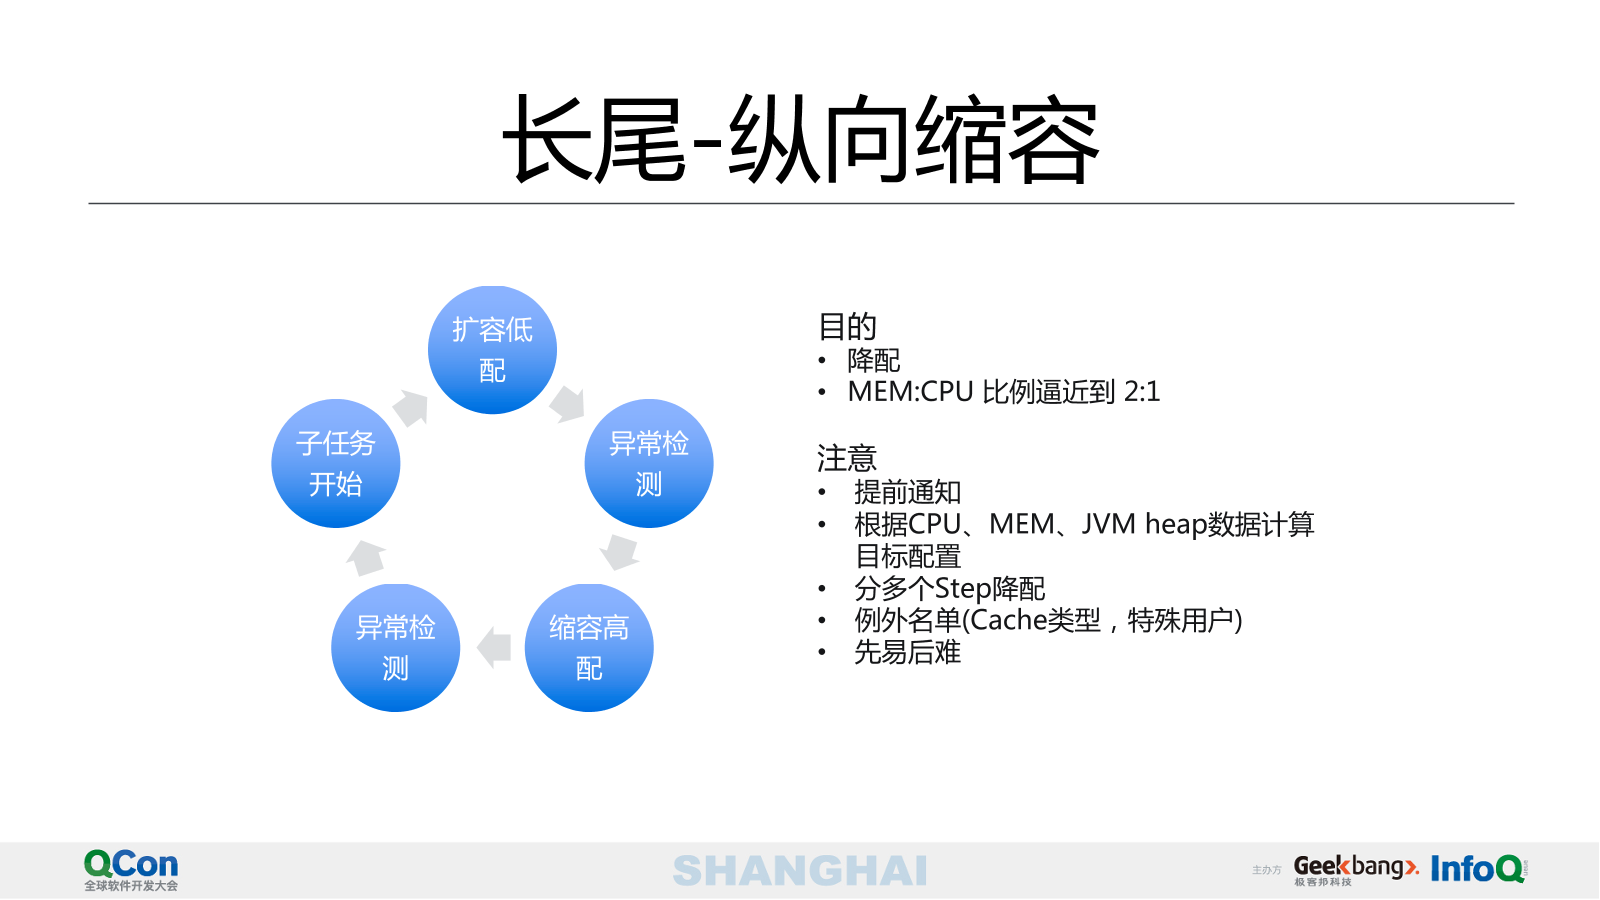 长尾-纵向缩容
扩容低
配
异常检
测
缩容高
配
异常检
测
子任务
开始
目的
• 降配
• MEM:CPU 比例逼近到 2:1
注意
• 提前通知
• 根据CPU、MEM、JVM heap数据计算
目标配置
• 分多个Step降配
• 例外名单(Cache类型，特殊用户)
• 先易后难
QCon
全球软件开发大会
SHANGHAI
主办方
Geekbang>.
极客邦科技
InfoQ